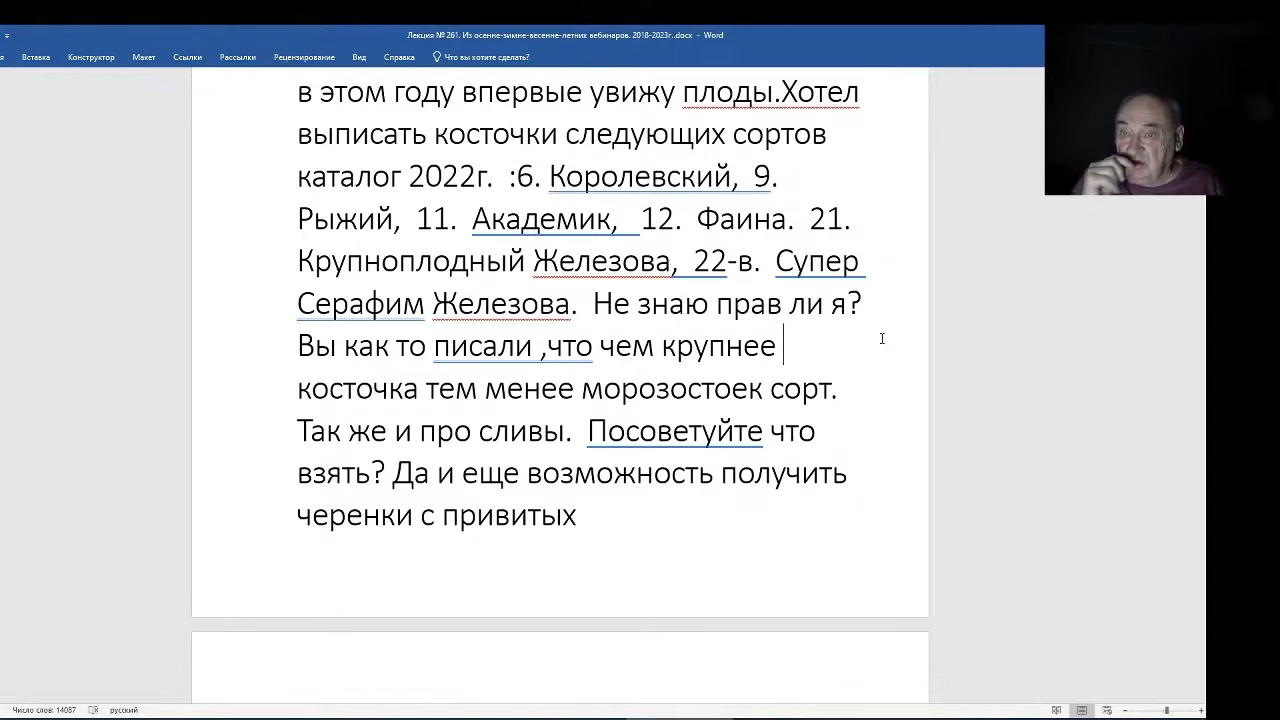 Лекция № 261. Из осенне-зимне-весенне-летних вебинаров. 2018-2023г..docx - Word
я Вставка Конструктор Макет Ссылки Рассылки Рецензирование Вид Справка Что вы хотите сделать?
в этом году впервые увижу плоды.Хотел
выписать косточки следующих сортов
каталог 2022г. :6. Королевский, 9.
Рыжий, 11. Академик, 12. Фаина. 21.
Крупноплодный Железова, 22-в. Супер
Серафим Железова. Не знаю прав ли я?
Вы как то писали ,что чем крупнее
косточка тем менее морозостоек сорт.
Так же и про сливы. Посоветуйте что
взять? Да и еще возможность получить
черенки с привитых
Число слов: 14087 русский